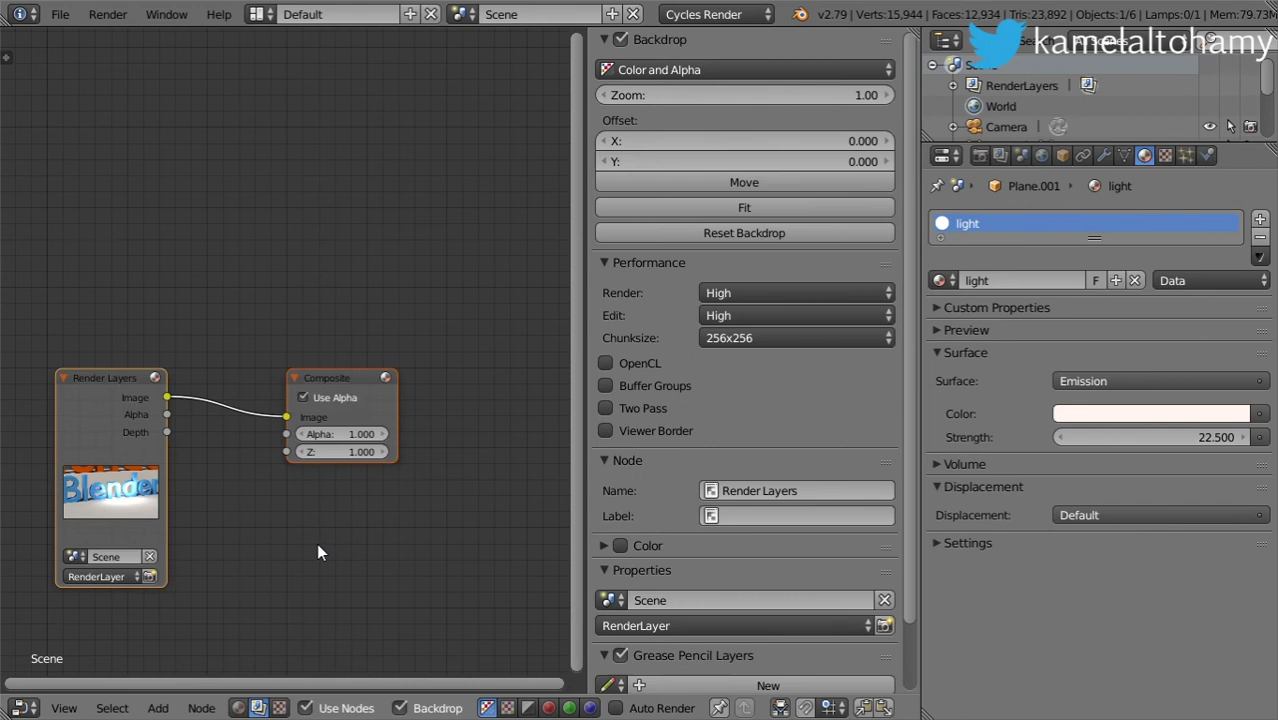 File Render Window Help Default Scene Cycles Render v2.79 | Verts:15,944 | Faces:12,934 | Tris:23,892 | Objects:1/6 | Lamps:0/1 | Mem:79.73M
kamelaltohamy
Backdrop
Color and Alpha
Zoom: 1.00
Offset:
X: 0.000
Y: 0.000
Move
Fit
Reset Backdrop
Performance
Render: High
Edit: High
Chunksize: 256x256
OpenCL
Buffer Groups
Two Pass
Viewer Border
Node
Name: Render Layers
Label:
Color
Properties
Scene
RenderLayer
Grease Pencil Layers
New
Render Layers
Image
Alpha
Depth
Blender
Scene
RenderLayer
Composite
Use Alpha
Image
Alpha: 1.000
Z: 1.000
Scene
View Select Add Node Use Nodes Backdrop Auto Render
RenderLayers
World
Camera
Plane.001 light
light
light F Data
Custom Properties
Preview
Surface
Surface: Emission
Color:
Strength: 22.500
Volume
Displacement
Displacement: Default
Settings